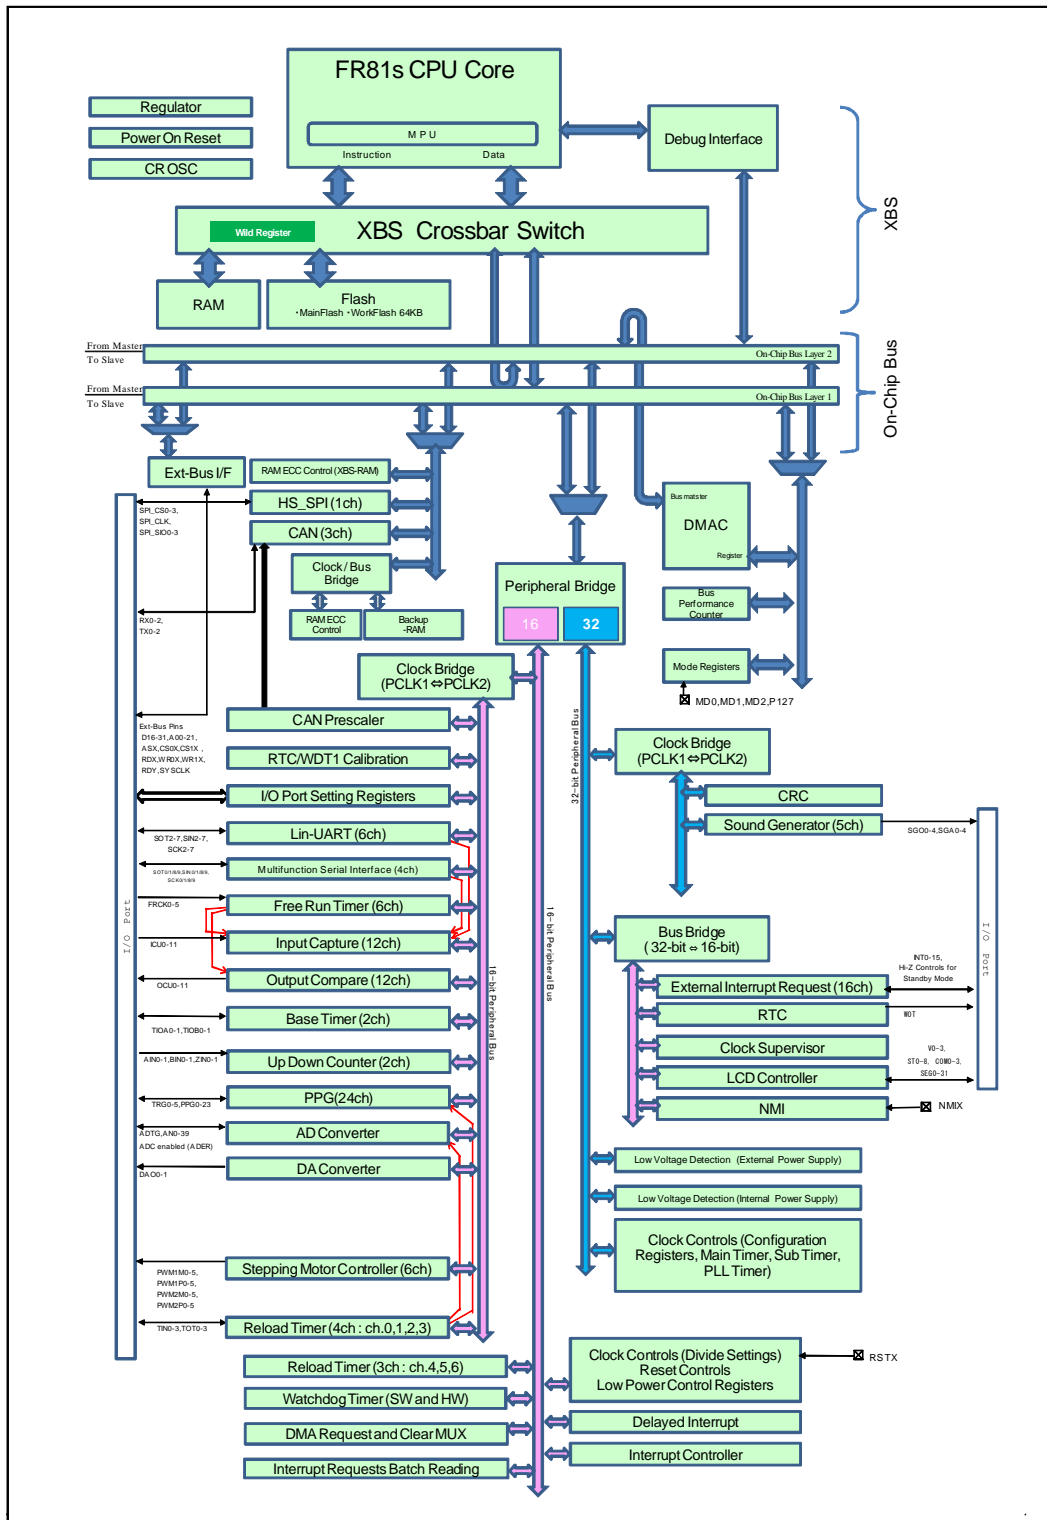 FR81s CPU Core
MPU
Instruction
Data
Regulator
Power On Reset
CR OSC
Debug Interface
XBS
XBS Crossbar Switch
Wild Register
RAM
Flash
・MainFlash ・WorkFlash 64KB
From Master
To Slave
On-Chip Bus Layer 2
From Master
To Slave
On-Chip Bus Layer 1
On-Chip Bus
Ext-Bus I/F
RAM ECC Control (XBS-RAM)
HS_SPI (1ch)
SPI_CS0-3,
SPI_CLK,
SPI_SIO0-3
CAN (3ch)
Clock / Bus
Bridge
RAM ECC
Control
Backup
-RAM
RX0-2,
TX0-2
Bus matster
DMAC
Register
Bus
Performance
Counter
Mode Registers
MD0,MD1,MD2,P127
Peripheral Bridge
16
32
Clock Bridge
(PCLK1⇔PCLK2)
Ext-Bus Pins
D16-31,A00-21,
ASX,CS0X,CS1X ,
RDX,WR0X,WR1X,
RDY,SYSCLK
CAN Prescaler
RTC/WDT1 Calibration
I/O Port Setting Registers
Lin-UART (6ch)
SOT2-7,SIN2-7,
SCK2-7
Multifunction Serial Interface (4ch)
SOT0/1/8/9,SIN0/1/8/9,
SCK0/1/8/9
Free Run Timer (6ch)
FRCK0-5
Input Capture (12ch)
ICU0-11
Output Compare (12ch)
OCU0-11
Base Timer (2ch)
TIOA0-1,TIOB0-1
Up Down Counter (2ch)
AIN0-1,BIN0-1,ZIN0-1
PPG(24ch)
TRG0-5,PPG0-23
AD Converter
ADTG,AN0-39
ADC enabled (ADER)
DA Converter
DAO0-1
Stepping Motor Controller (6ch)
PWM1M0-5,
PWM1P0-5,
PWM2M0-5,
PWM2P0-5
Reload Timer (4ch : ch.0,1,2,3)
TIN0-3,TOT0-3
I/O Port
16-bit Peripheral Bus
16-bit Peripheral Bus
32-bit Peripheral Bus
Clock Bridge
(PCLK1⇔PCLK2)
CRC
Sound Generator (5ch)
SGO0-4,SGA0-4
Bus Bridge
( 32-bit ⇔ 16-bit)
External Interrupt Request (16ch)
INT0-15,
Hi-Z Controls for
Standby Mode
RTC
WOT
Clock Supervisor
LCD Controller
V0-3,
ST0-8, COM0-3,
SEG0-31
NMI
NMIX
I/O Port
Low Voltage Detection (External Power Supply)
Low Voltage Detection (Internal Power Supply)
Clock Controls (Configuration
Registers, Main Timer, Sub Timer,
PLL Timer)
Reload Timer (3ch : ch.4,5,6)
Watchdog Timer (SW and HW)
DMA Request and Clear MUX
Interrupt Requests Batch Reading
Clock Controls (Divide Settings)
Reset Controls
Low Power Control Registers
RSTX
Delayed Interrupt
Interrupt Controller